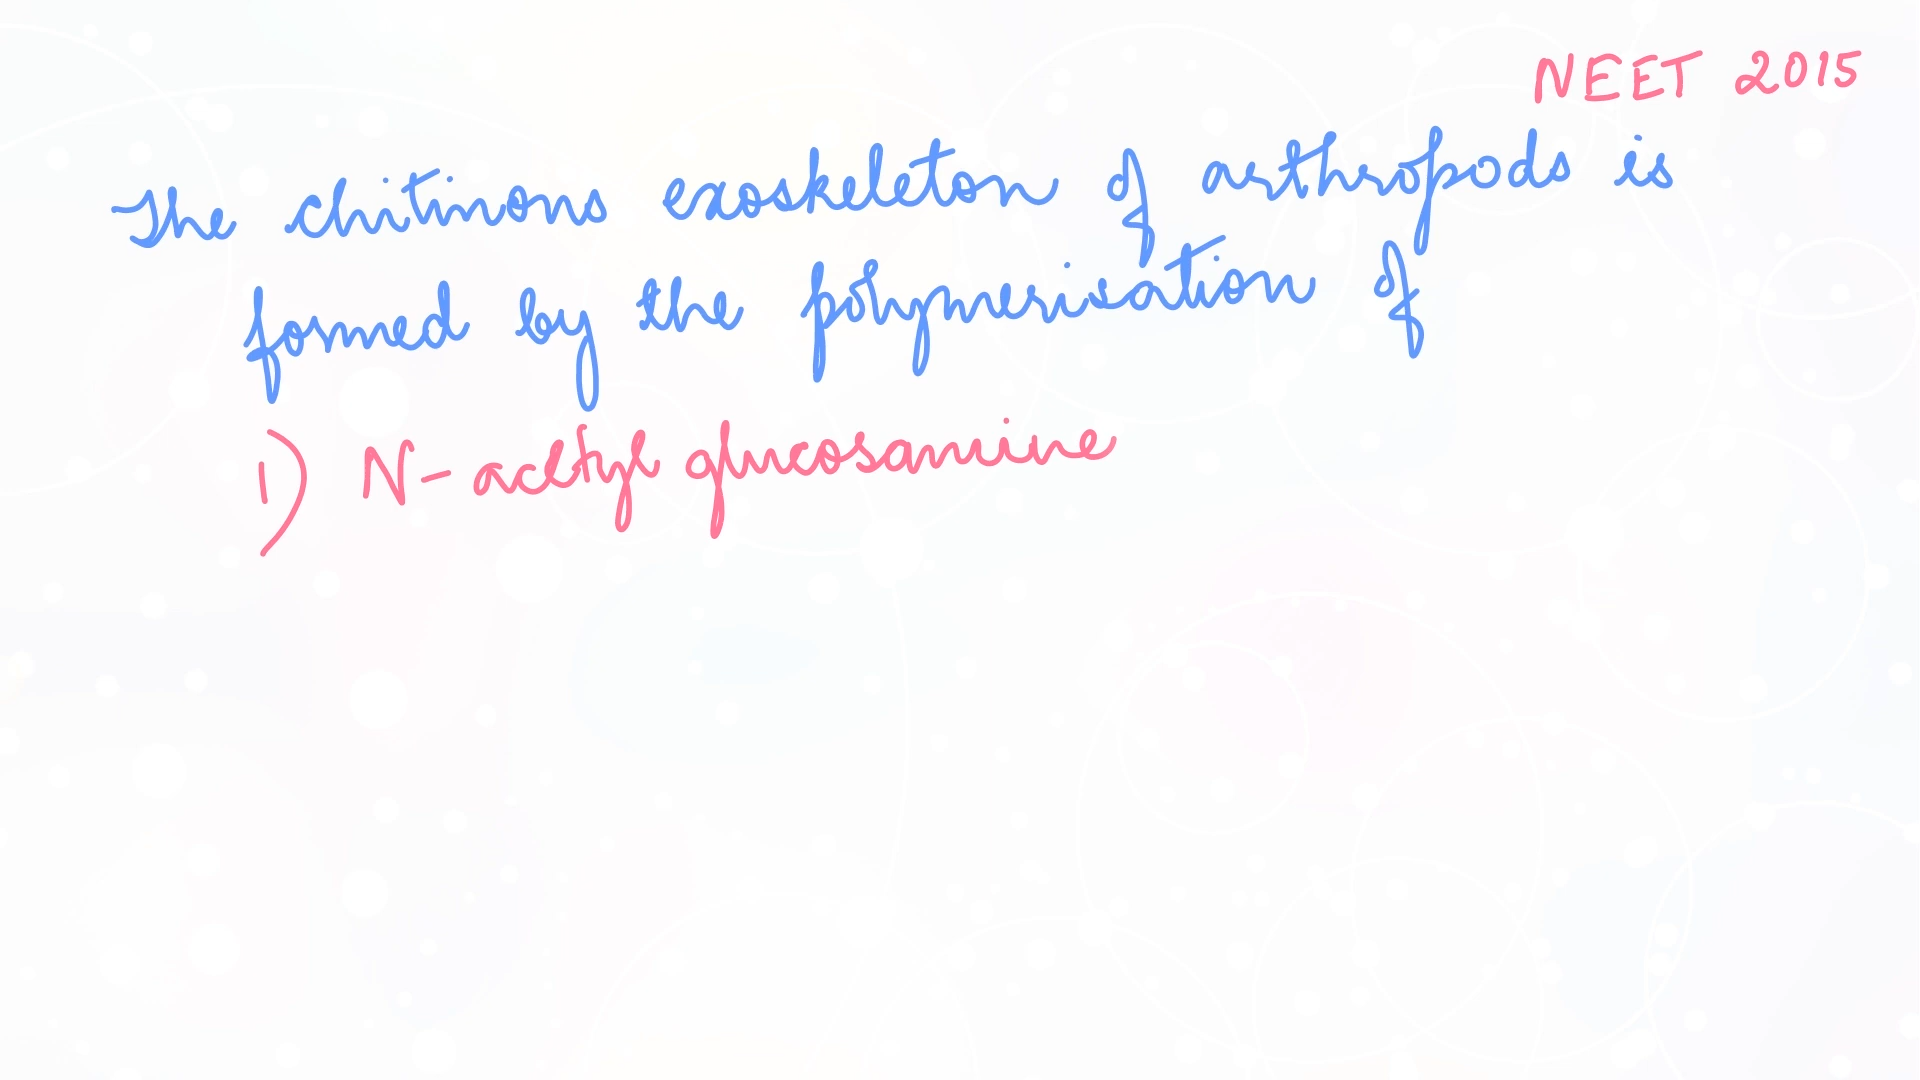 NEET 2015
The chitinous exoskeleton of arthropods is
formed by the polymerisation of
1) N-acetyl glucosamine